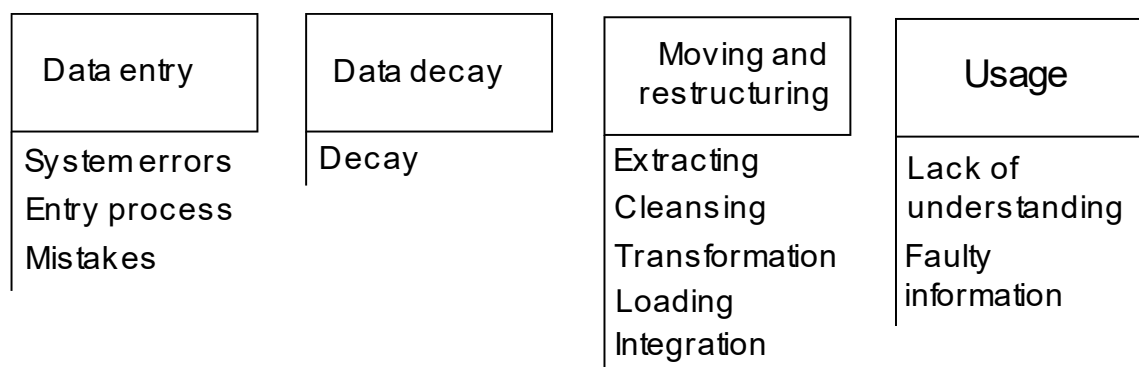 Data entry
System errors
Entry process
Mistakes
Data decay
Decay
Moving and
restructuring
Extracting
Cleansing
Transformation
Loading
Integration
Usage
Lack of
understanding
Faulty
information